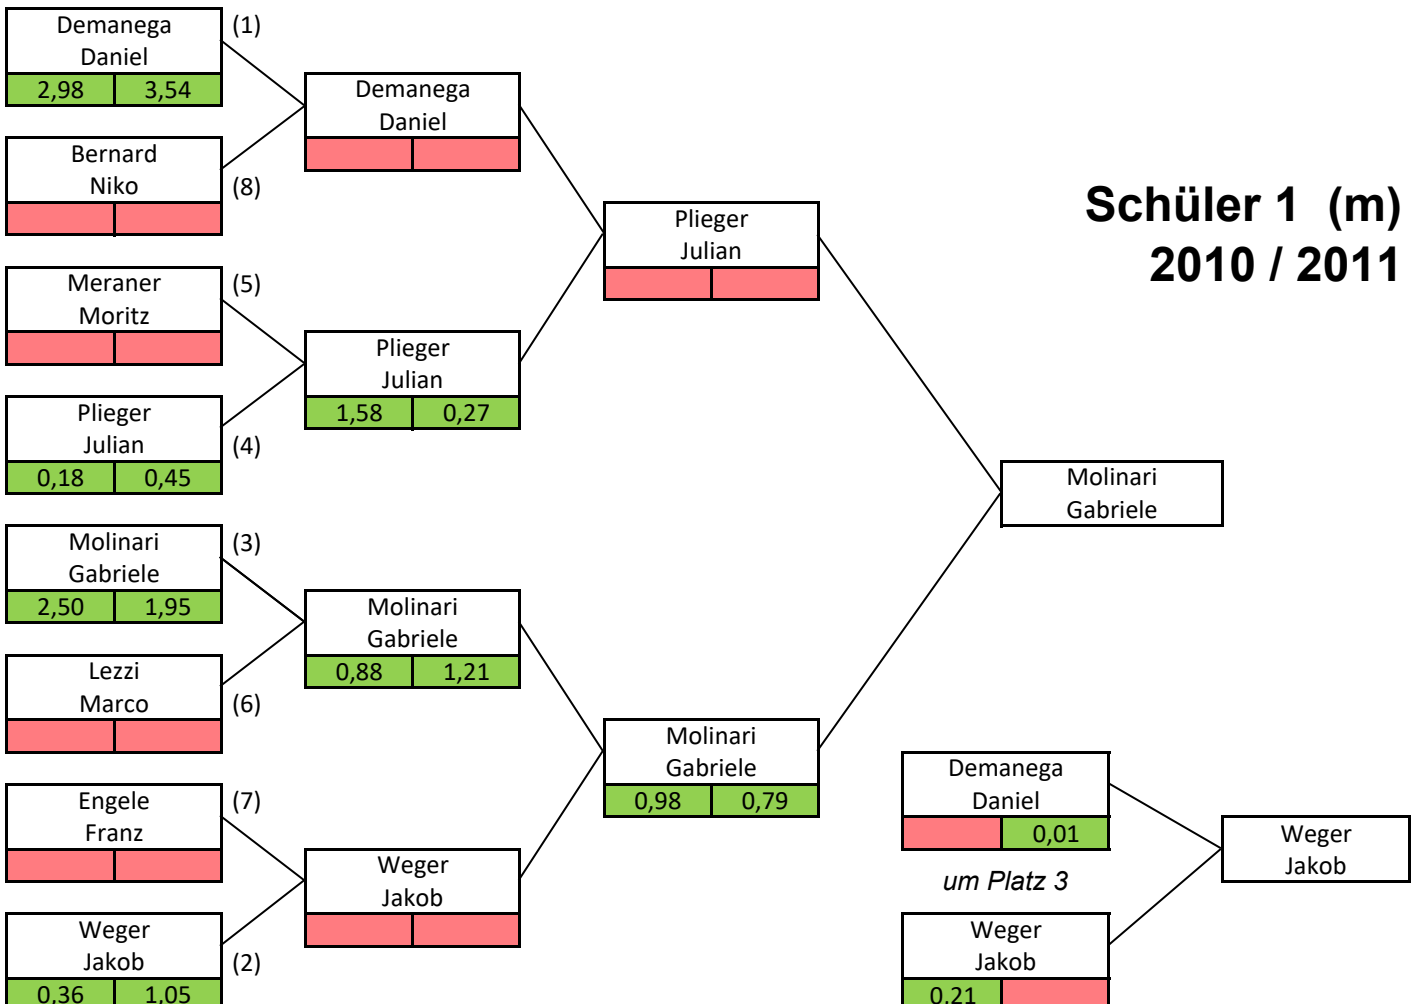 Schüler 1  (m)
2010 / 2011
Demanega
Daniel
2,98 3,54
(1)
Bernard
Niko
(8)
Meraner
Moritz
(5)
Plieger
Julian
0,18 0,45
(4)
Molinari
Gabriele
2,50 1,95
(3)
Lezzi
Marco
(6)
Engele
Franz
(7)
Weger
Jakob
0,36 1,05
(2)
Demanega
Daniel
Plieger
Julian
1,58 0,27
Molinari
Gabriele
0,88 1,21
Weger
Jakob
Plieger
Julian
Molinari
Gabriele
0,98 0,79
Molinari
Gabriele
Demanega
Daniel
0,01
um Platz 3
Weger
Jakob
0,21
Weger
Jakob